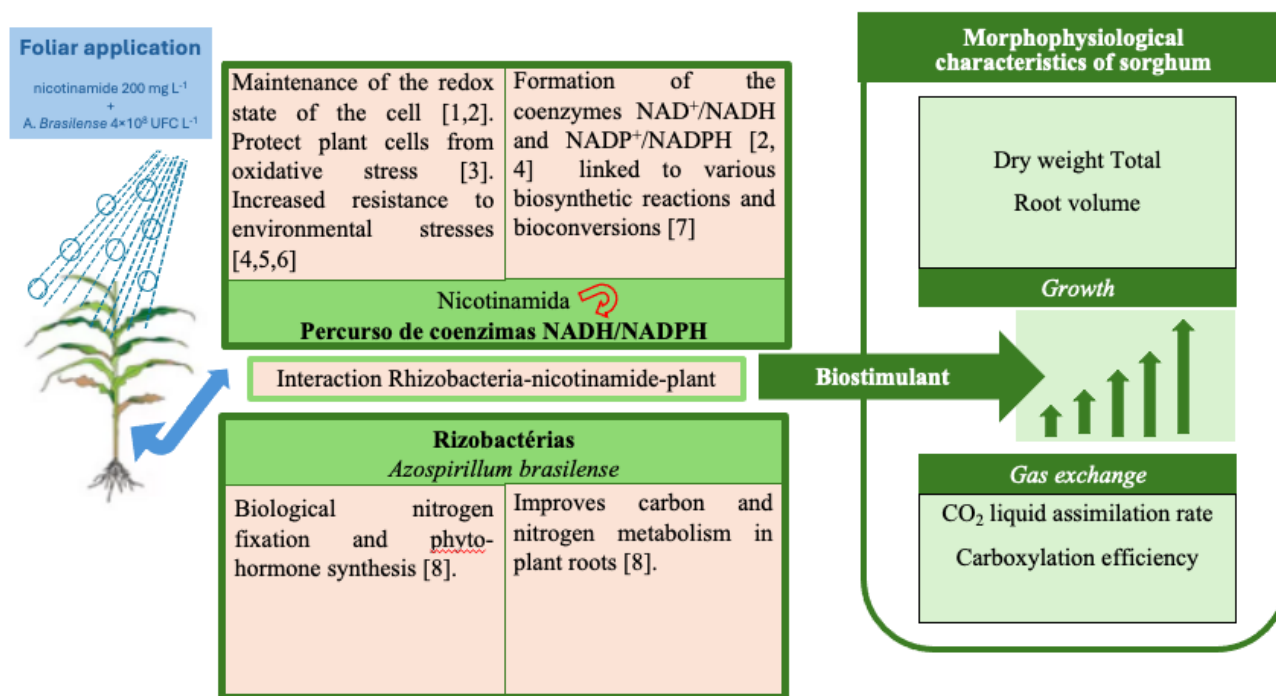 Foliar application
nicotinamide 200 mg L⁻¹
+
A. Brasilense 4×10⁸ UFC L⁻¹
Maintenance of the redox
state of the cell [1,2].
Protect plant cells from
oxidative stress [3].
Increased resistance to
environmental stresses
[4,5,6]
Formation of the
coenzymes NAD⁺/NADH
and NADP⁺/NADPH [2,
4] linked to various
biosynthetic reactions and
bioconversions [7]
Nicotinamida
Percurso de coenzimas NADH/NADPH
Interaction Rhizobacteria-nicotinamide-plant
Rizobactérias
Azospirillum brasilense
Biological nitrogen
fixation and phyto-
hormone synthesis [8].
Improves carbon and
nitrogen metabolism in
plant roots [8].
Biostimulant
Morphophysiological
characteristics of sorghum
Dry weight Total
Root volume
Growth
Gas exchange
CO₂ liquid assimilation rate
Carboxylation efficiency